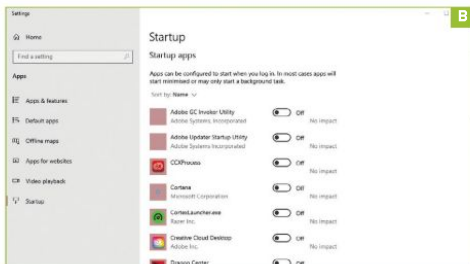 Settings
B
Home
Find a setting
Apps
Apps & features
Default apps
Offline maps
Apps for websites
Video playback
Startup
Startup
Startup apps
Apps can be configured to start when you log in. In most cases apps will
start minimised or may only start a background task.
Sort by: Name
Adobe GC Invoker Utility
Adobe Systems Incorporated
Off
No impact
Adobe Updater Startup Utility
Adobe Systems Incorporated
Off
No impact
CCXProcess
Off
No impact
Cortana
Microsoft Corporation
Off
No impact
CortexLauncher.exe
Razer Inc.
Off
No impact
Creative Cloud Desktop
Adobe Inc.
Off
No impact
Dragon Center
Off